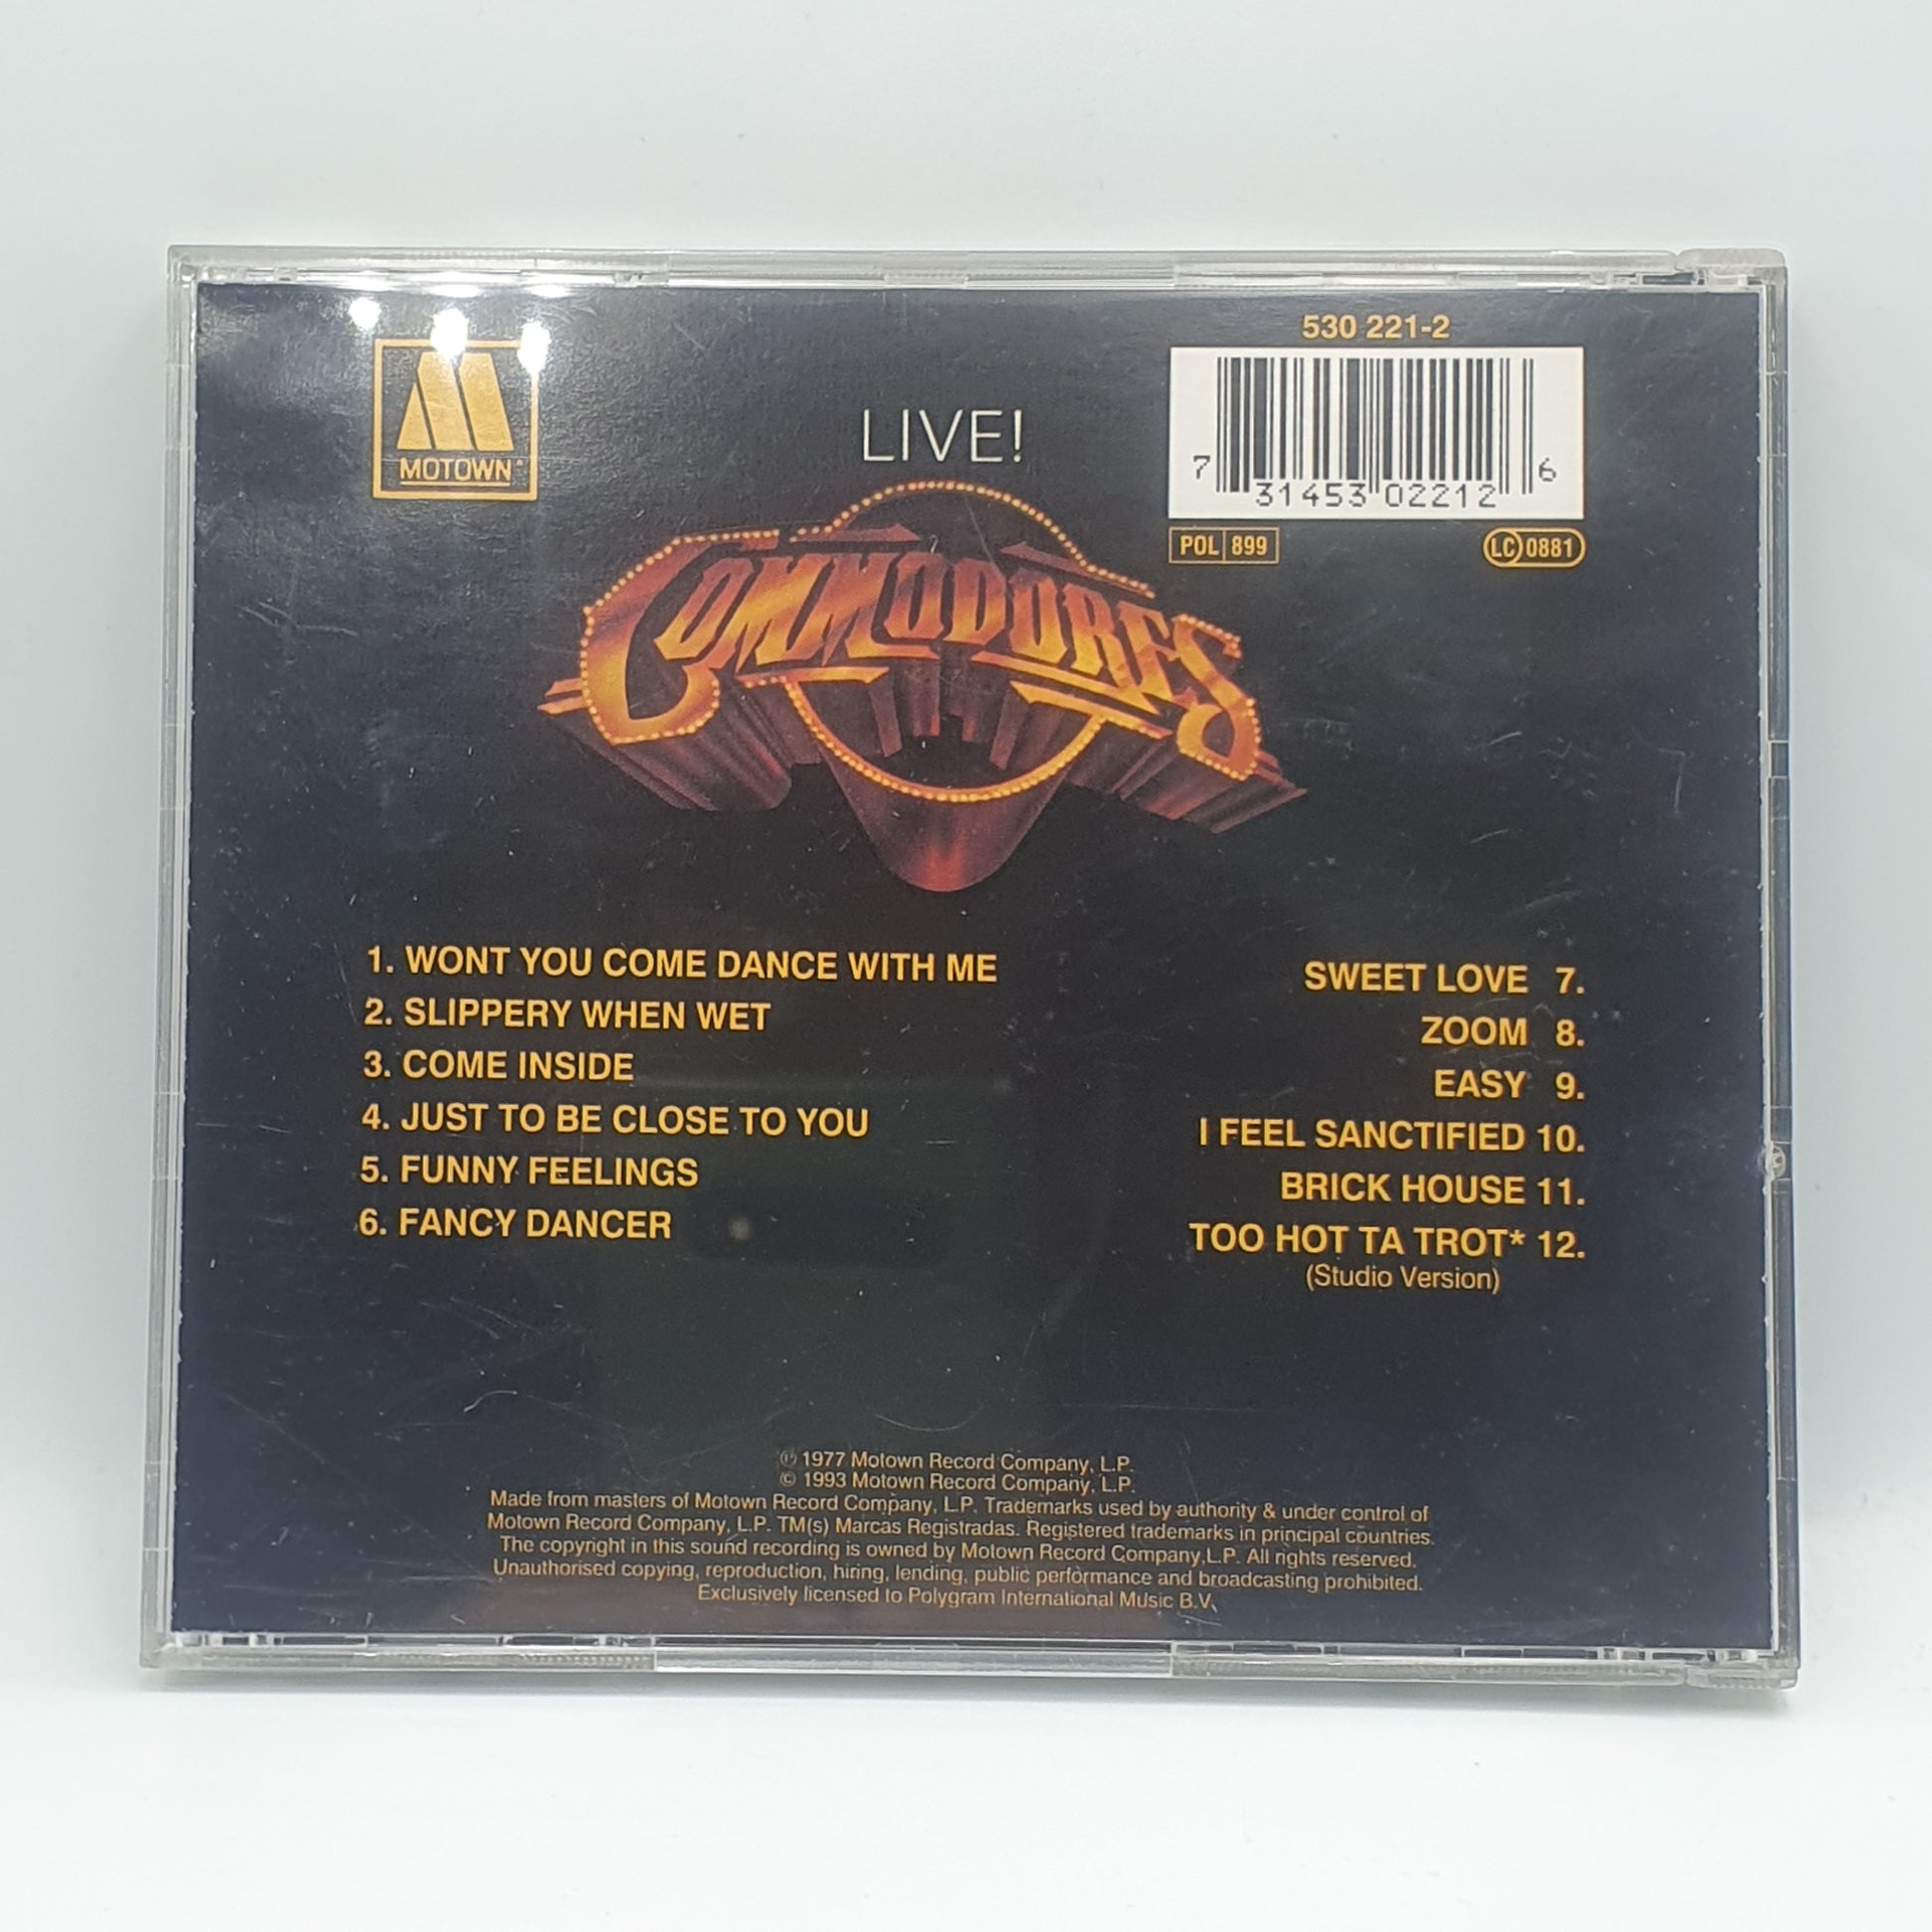 MOTOWN
530 221-2
7 31453 02212 6
POL 899
LC 0881
LIVE!
COMMODORES
1. WONT YOU COME DANCE WITH ME
2. SLIPPERY WHEN WET
3. COME INSIDE
4. JUST TO BE CLOSE TO YOU
5. FUNNY FEELINGS
6. FANCY DANCER
SWEET LOVE 7.
ZOOM 8.
EASY 9.
I FEEL SANCTIFIED 10.
BRICK HOUSE 11.
TOO HOT TA TROT* 12.
(Studio Version)
℗ 1977 Motown Record Company, L.P.
© 1993 Motown Record Company, L.P.
Made from masters of Motown Record Company, L.P. Trademarks used by authority & under control of
Motown Record Company, L.P. TM(s) Marcas Registradas. Registered trademarks in principal countries.
The copyright in this sound recording is owned by Motown Record Company,L.P. All rights reserved.
Unauthorised copying, reproduction, hiring, lending, public performance and broadcasting prohibited.
Exclusively licensed to Polygram International Music B.V.